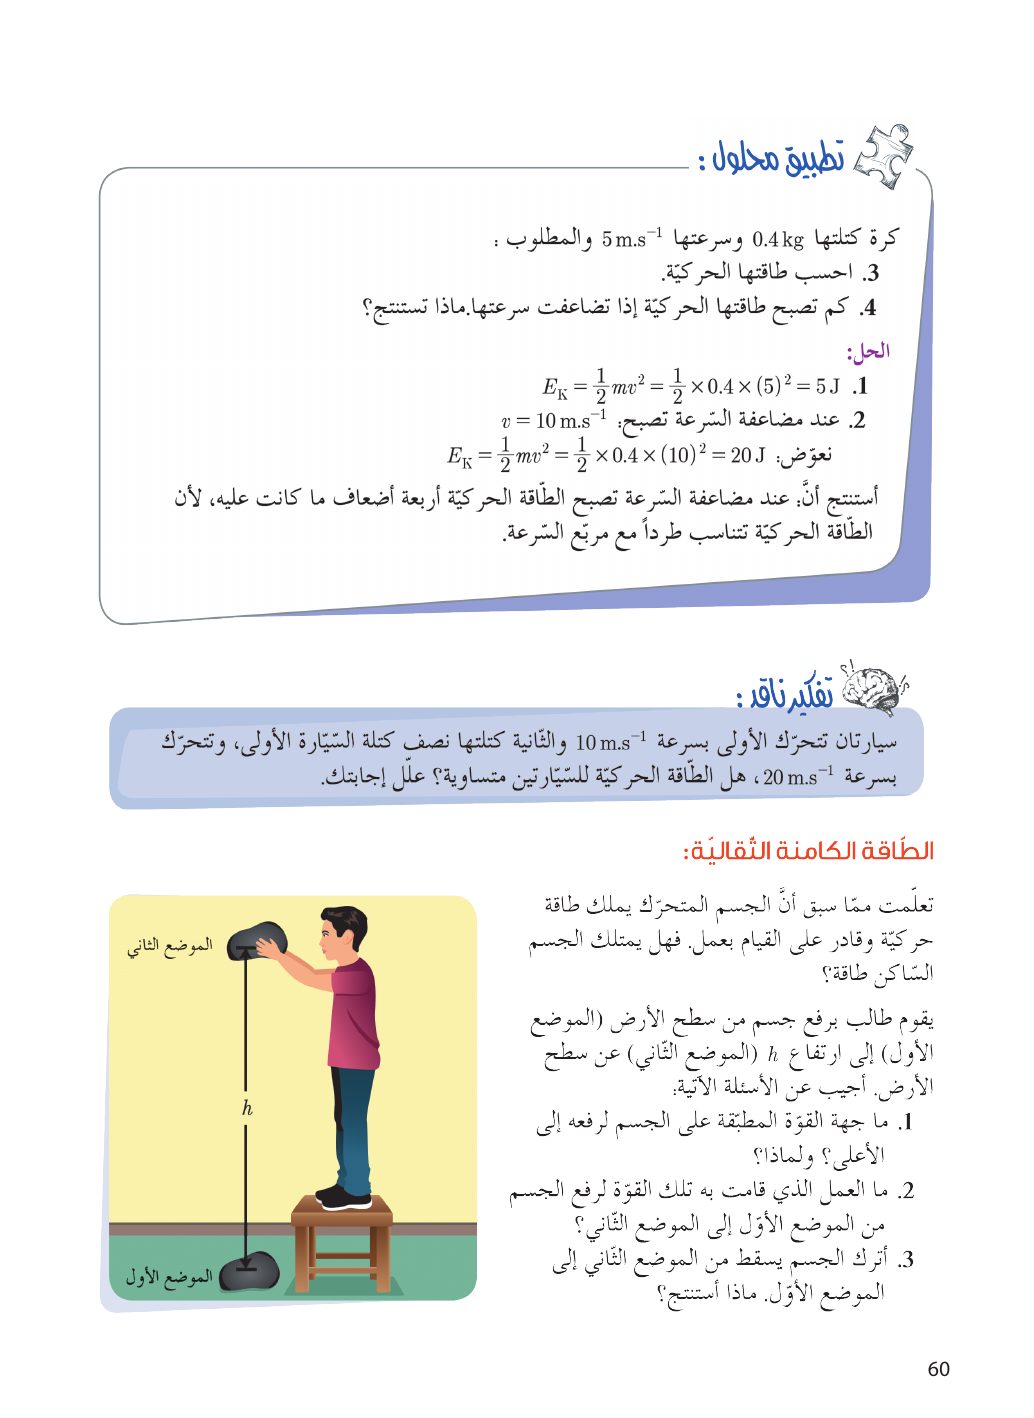 تطبيق محلول :
كرة كتلتها 0.4 kg وسرعتها 5 m.s⁻¹ والمطلوب :
3. احسب طاقتها الحركيّة.
4. كم تصبح طاقتها الحركيّة إذا تضاعفت سرعتها.ماذا تستنتج؟
الحل:
1. E_K = 1/2 mv² = 1/2 × 0.4 × (5)² = 5 J
2. عند مضاعفة السّرعة تصبح: v = 10 m.s⁻¹
نعوّض: E_K = 1/2 mv² = 1/2 × 0.4 × (10)² = 20 J
أستنتج أنَّ: عند مضاعفة السّرعة تصبح الطّاقة الحركيّة أربعة أضعاف ما كانت عليه، لأن
الطّاقة الحركيّة تتناسب طرداً مع مربّع السّرعة.
تفكير ناقد :
سيارتان تتحرّك الأولى بسرعة 10 m.s⁻¹ والثّانية كتلتها نصف كتلة السّيّارة الأولى، وتتحرّك
بسرعة 20 m.s⁻¹، هل الطّاقة الحركيّة للسّيّارتين متساوية؟ علّل إجابتك.
الطّاقة الكامنة الثّقاليّة:
تعلّمت ممّا سبق أنَّ الجسم المتحرّك يملك طاقة
حركيّة وقادر على القيام بعمل. فهل يمتلك الجسم
السّاكن طاقة؟
يقوم طالب برفع جسم من سطح الأرض (الموضع
الأول) إلى ارتفاع h (الموضع الثّاني) عن سطح
الأرض. أجيب عن الأسئلة الآتية:
1. ما جهة القوّة المطبّقة على الجسم لرفعه إلى
الأعلى؟ ولماذا؟
2. ما العمل الذي قامت به تلك القوّة لرفع الجسم
من الموضع الأوّل إلى الموضع الثّاني؟
3. أترك الجسم يسقط من الموضع الثّاني إلى
الموضع الأوّل. ماذا أستنتج؟
الموضع الثاني
h
الموضع الأول
60